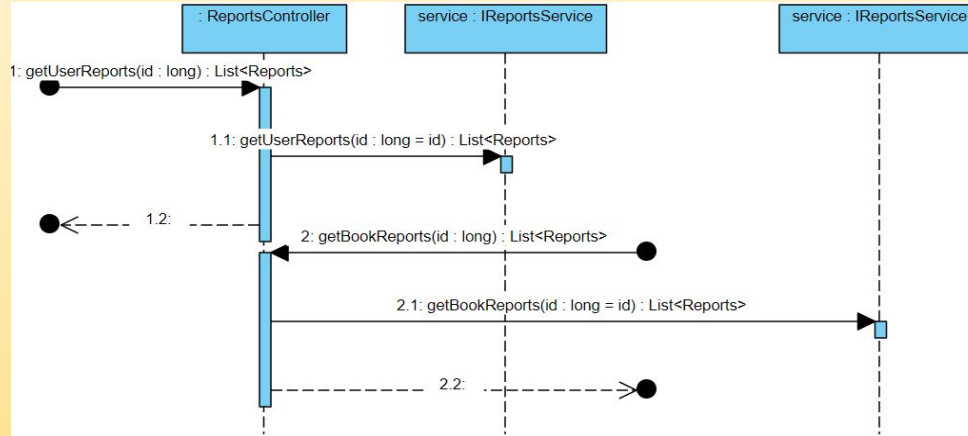 : ReportsController
service : IReportsService
service : IReportsService
1: getUserReports(id : long) : List<Reports>
1.1: getUserReports(id : long = id) : List<Reports>
1.2:
2: getBookReports(id : long) : List<Reports>
2.1: getBookReports(id : long = id) : List<Reports>
2.2: